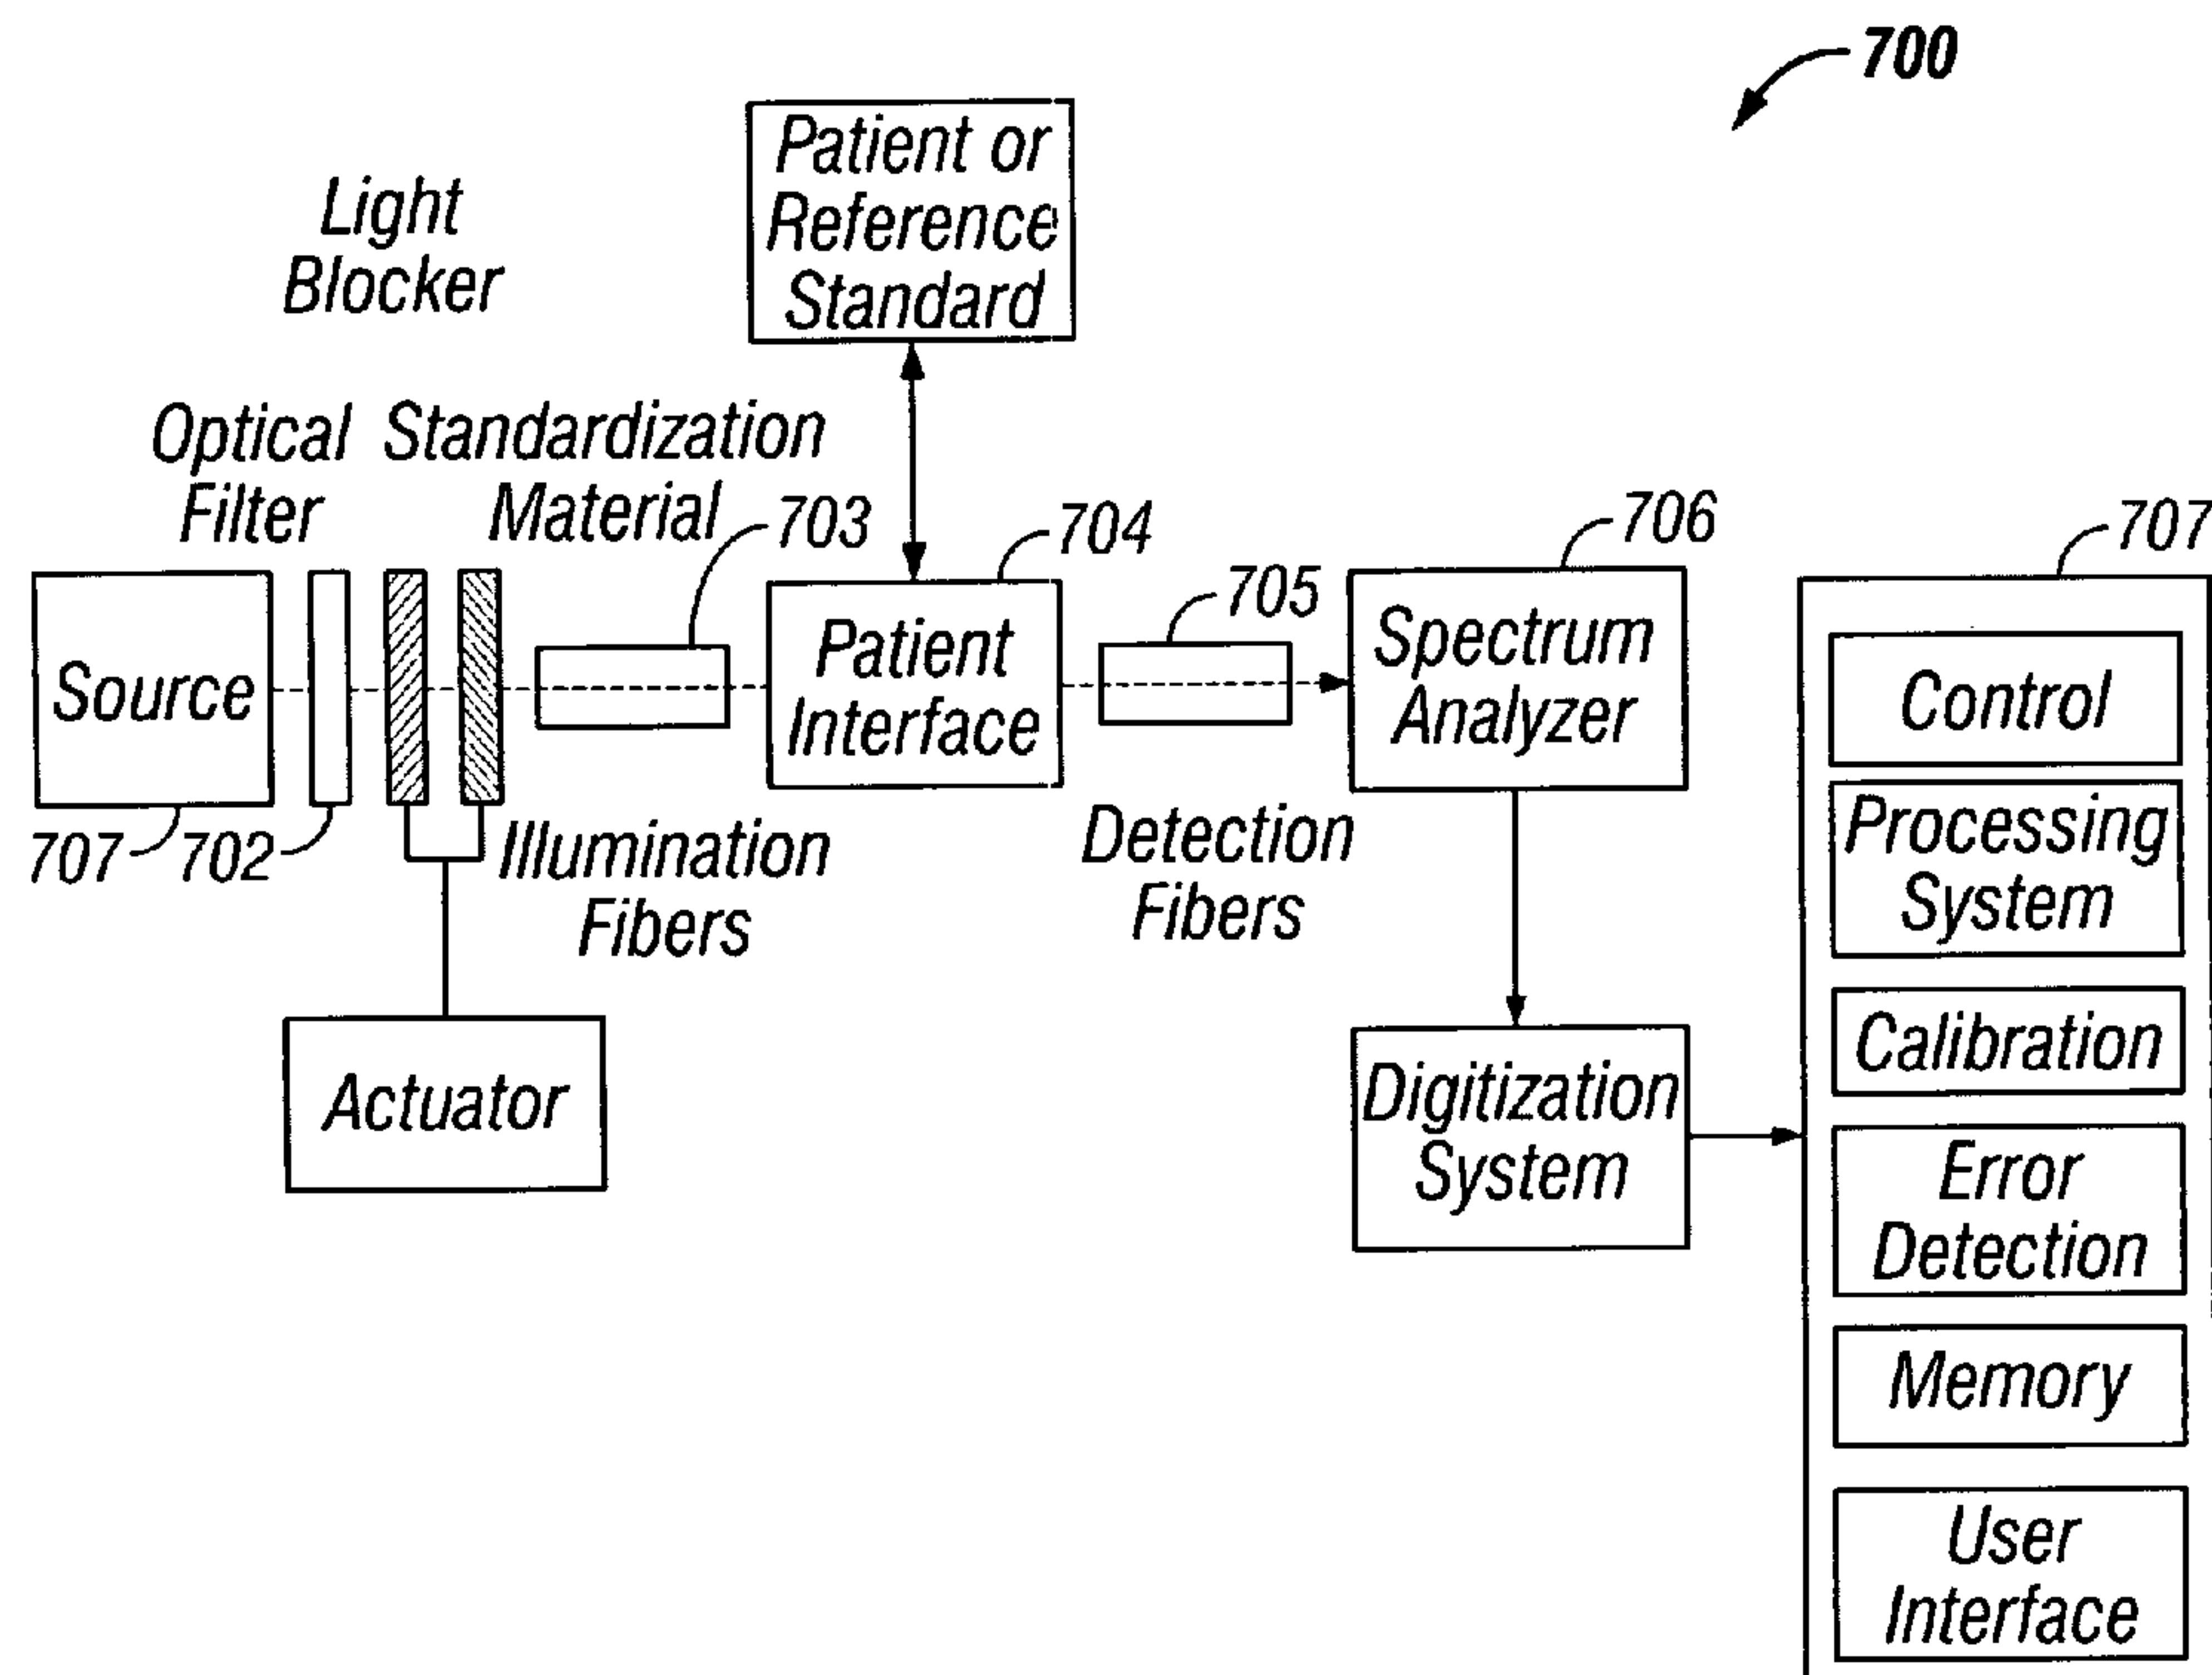 700
Patient or
Reference
Standard
Light
Blocker
Optical
Filter
Standardization
Material
703
704
705
706
707
Source
Patient
Interface
Spectrum
Analyzer
Control
707
702
Illumination
Fibers
Detection
Fibers
Processing
System
Actuator
Digitization
System
Calibration
Error
Detection
Memory
User
Interface